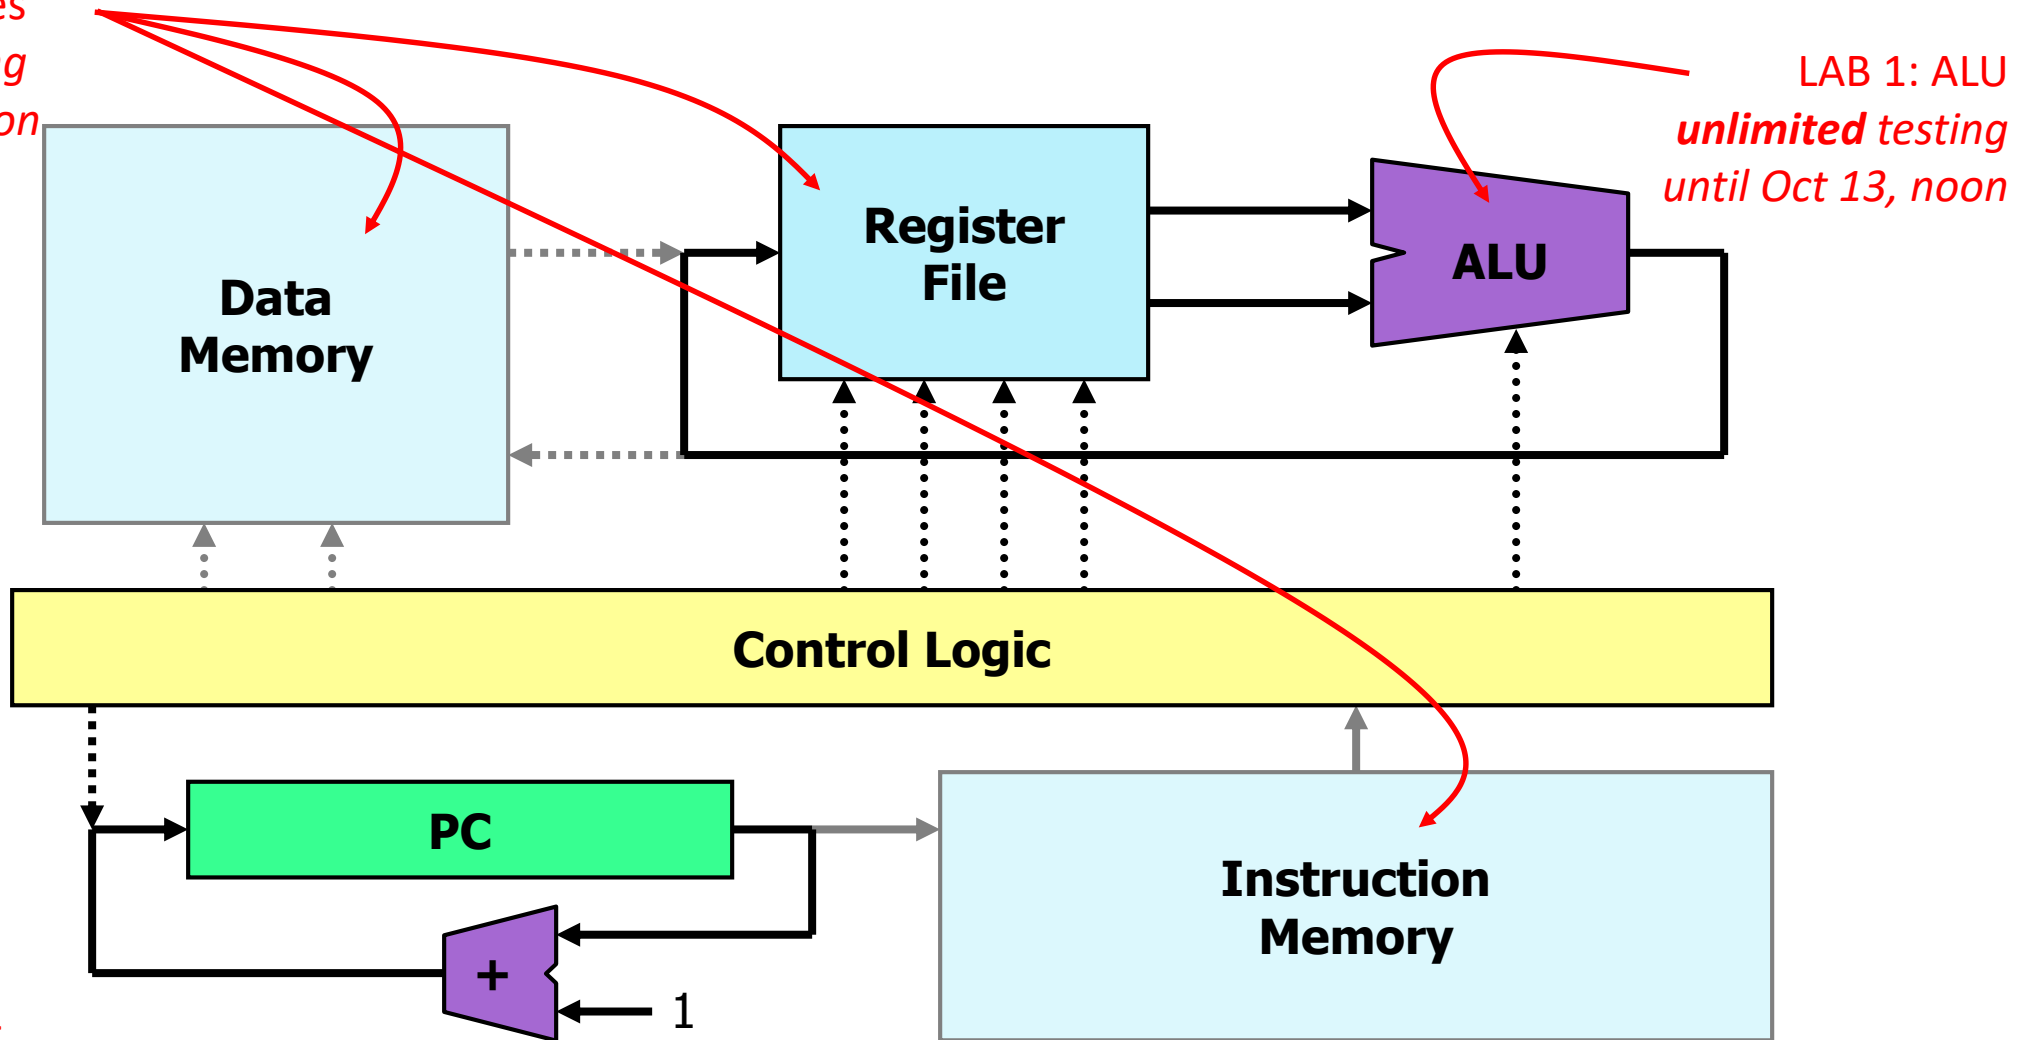 LAB 1: ALU
unlimited testing
until Oct 13, noon
Data
Memory
Register
File
ALU
Control Logic
PC
Instruction
Memory
+
1